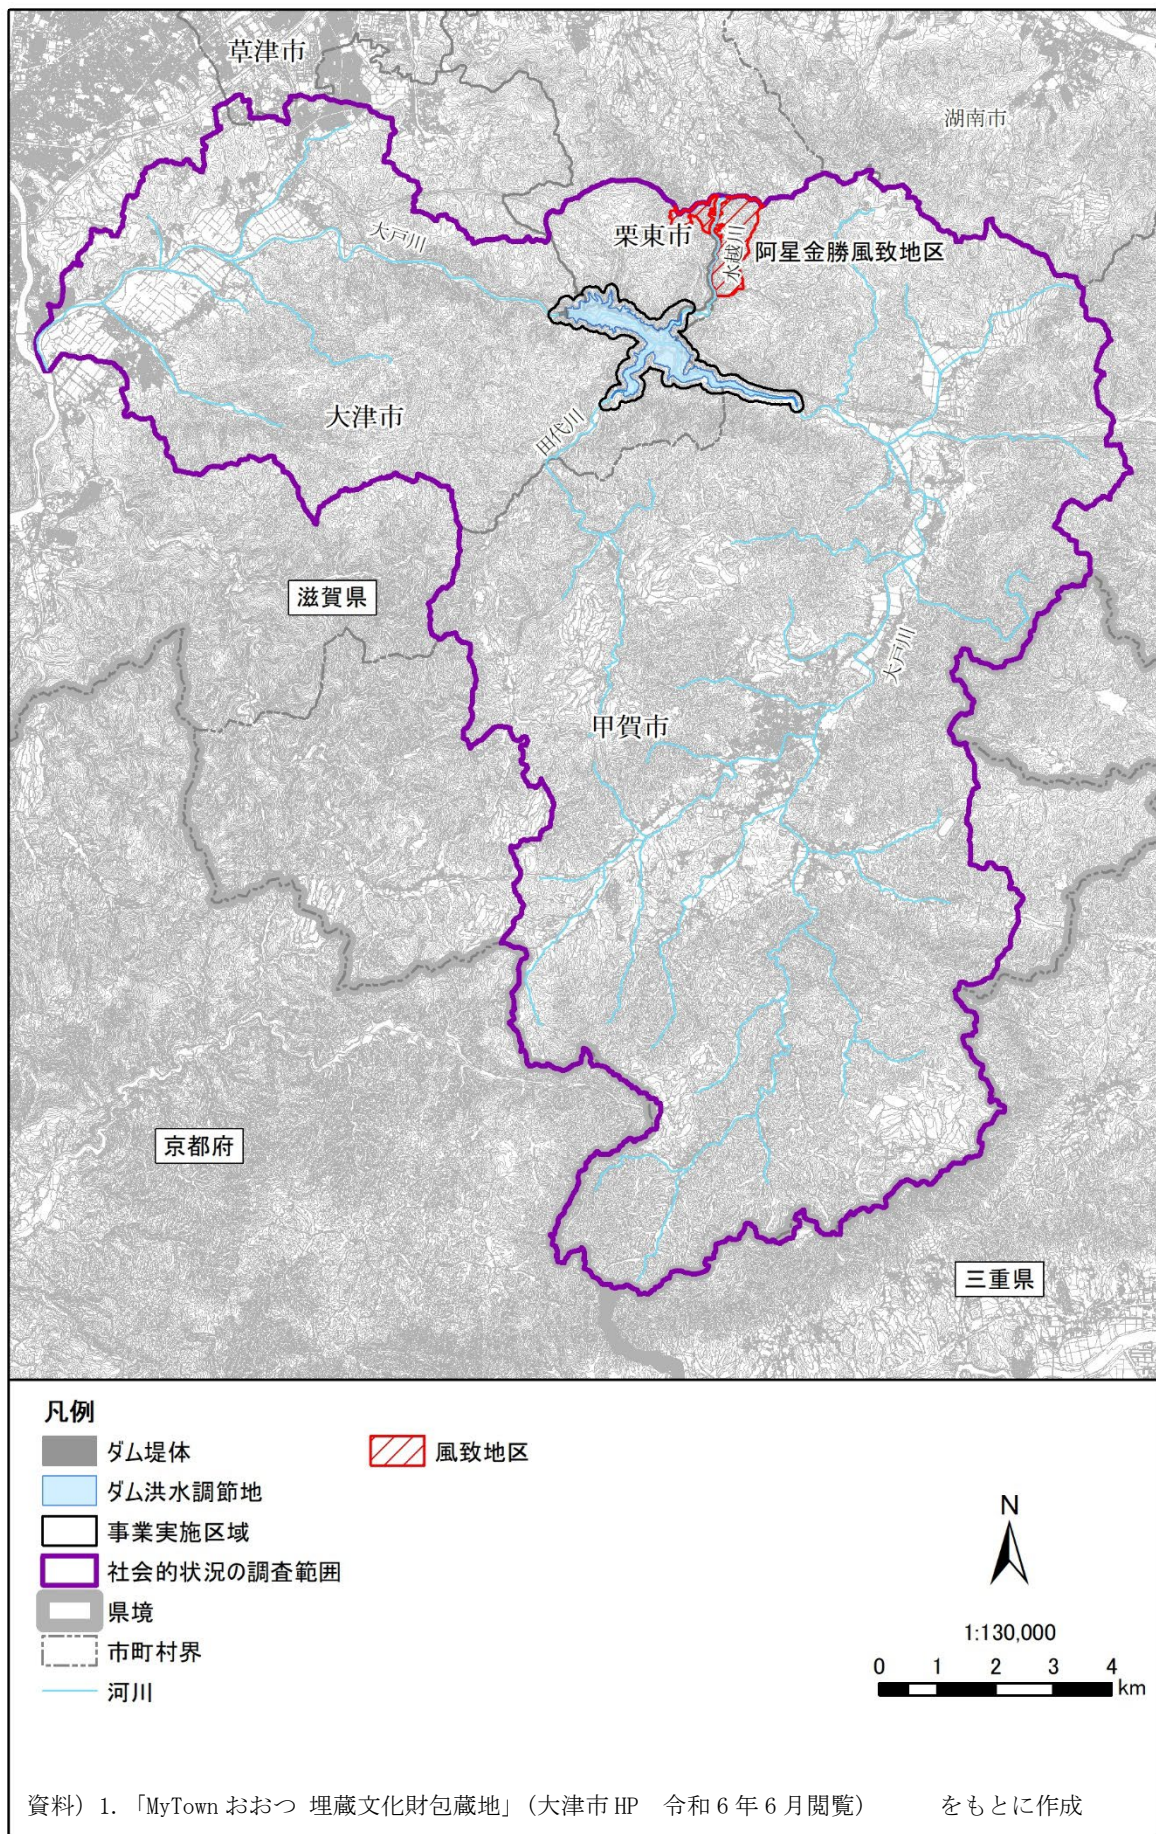 草津市
湖南市
大戸川
栗東市
水越川
阿星金勝風致地区
大津市
田代川
滋賀県
大戸川
甲賀市
京都府
三重県
凡例
ダム堤体
風致地区
ダム洪水調節地
事業実施区域
社会的状況の調査範囲
県境
市町村界
河川
N
1:130,000
0 1 2 3 4
km
資料) 1. 「MyTown おおつ 埋蔵文化財包蔵地」(大津市 HP 令和 6 年 6 月閲覧) をもとに作成